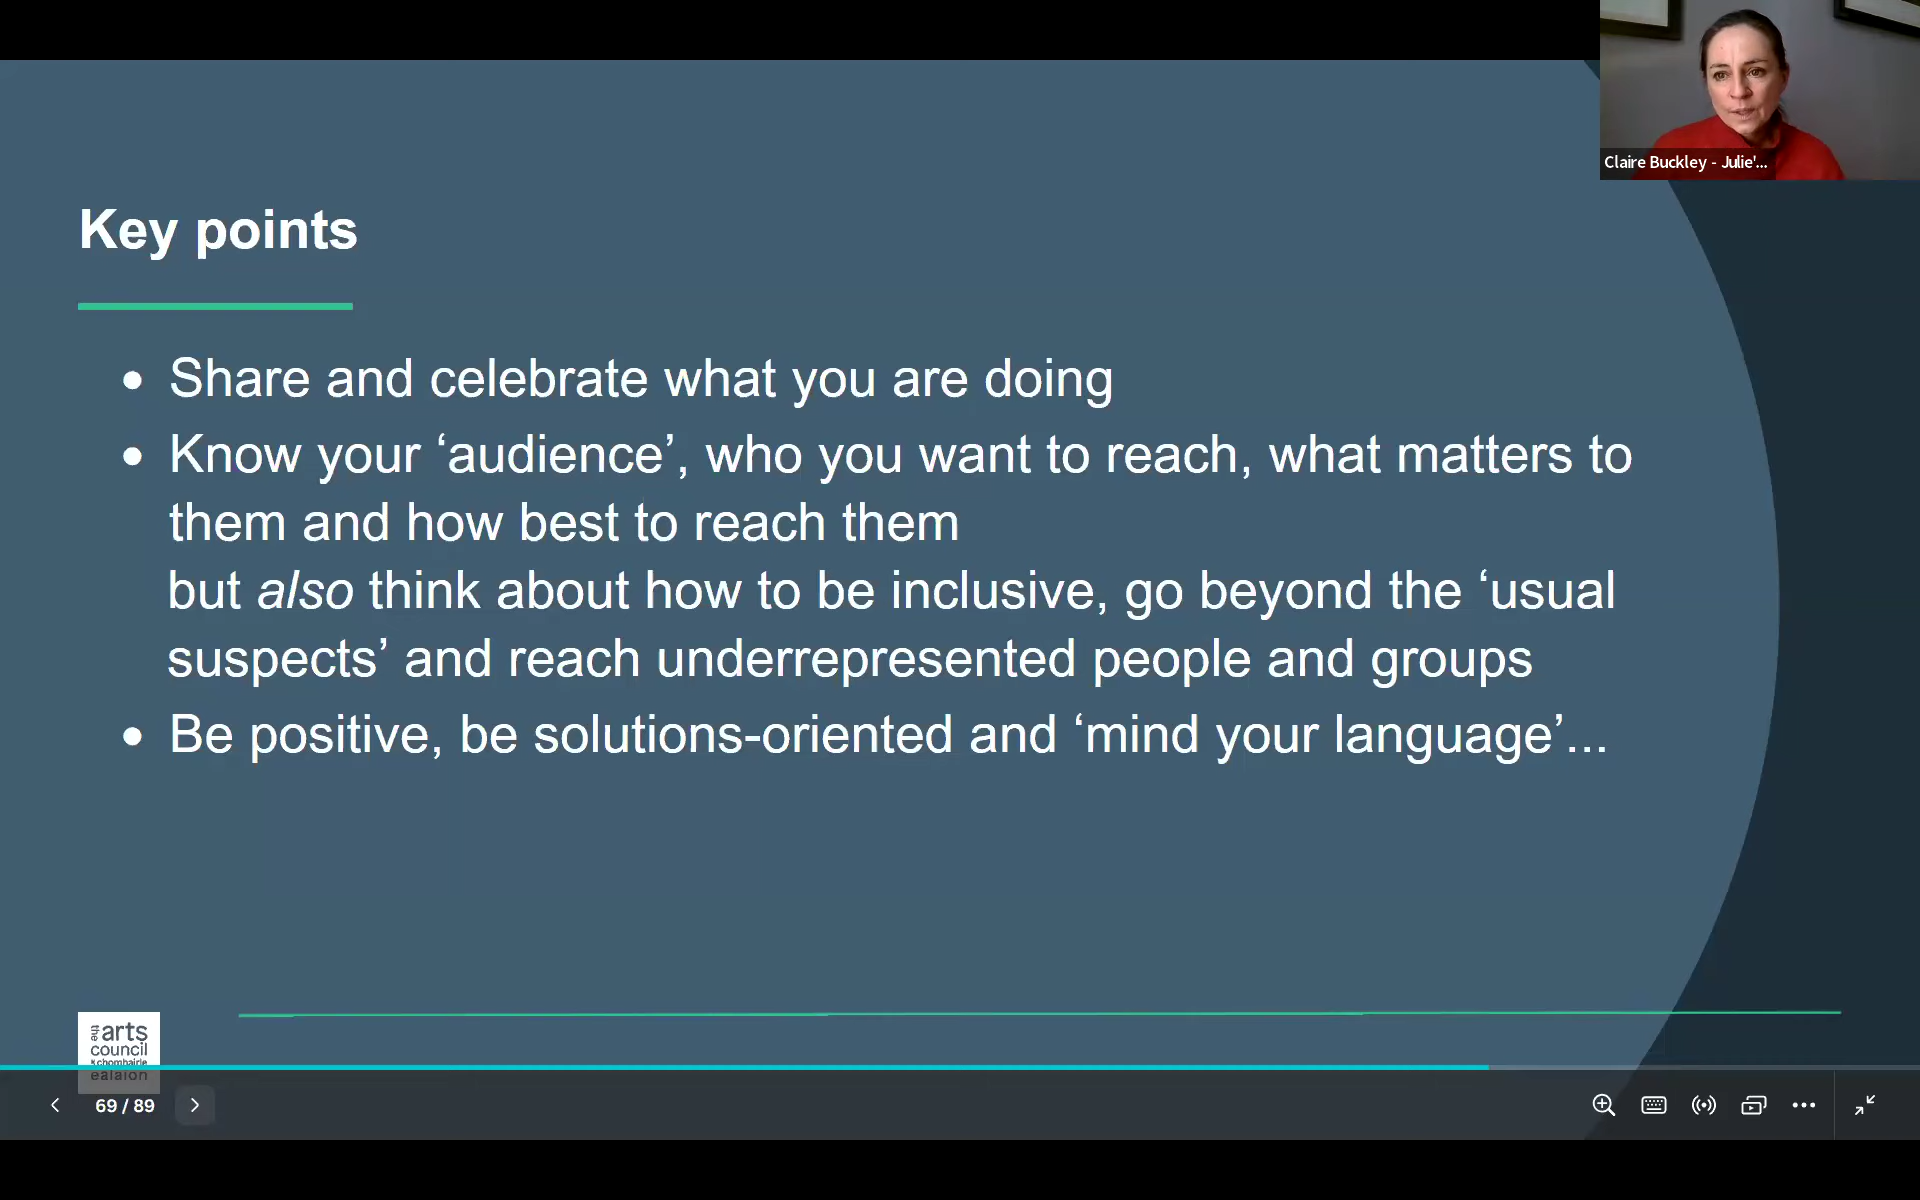 Claire Buckley - Julie'...
Key points
• Share and celebrate what you are doing
• Know your ‘audience’, who you want to reach, what matters to
them and how best to reach them
but also think about how to be inclusive, go beyond the ‘usual
suspects’ and reach underrepresented people and groups
• Be positive, be solutions-oriented and ‘mind your language’...
the arts
council
chomhairle
ealaíon
69 / 89